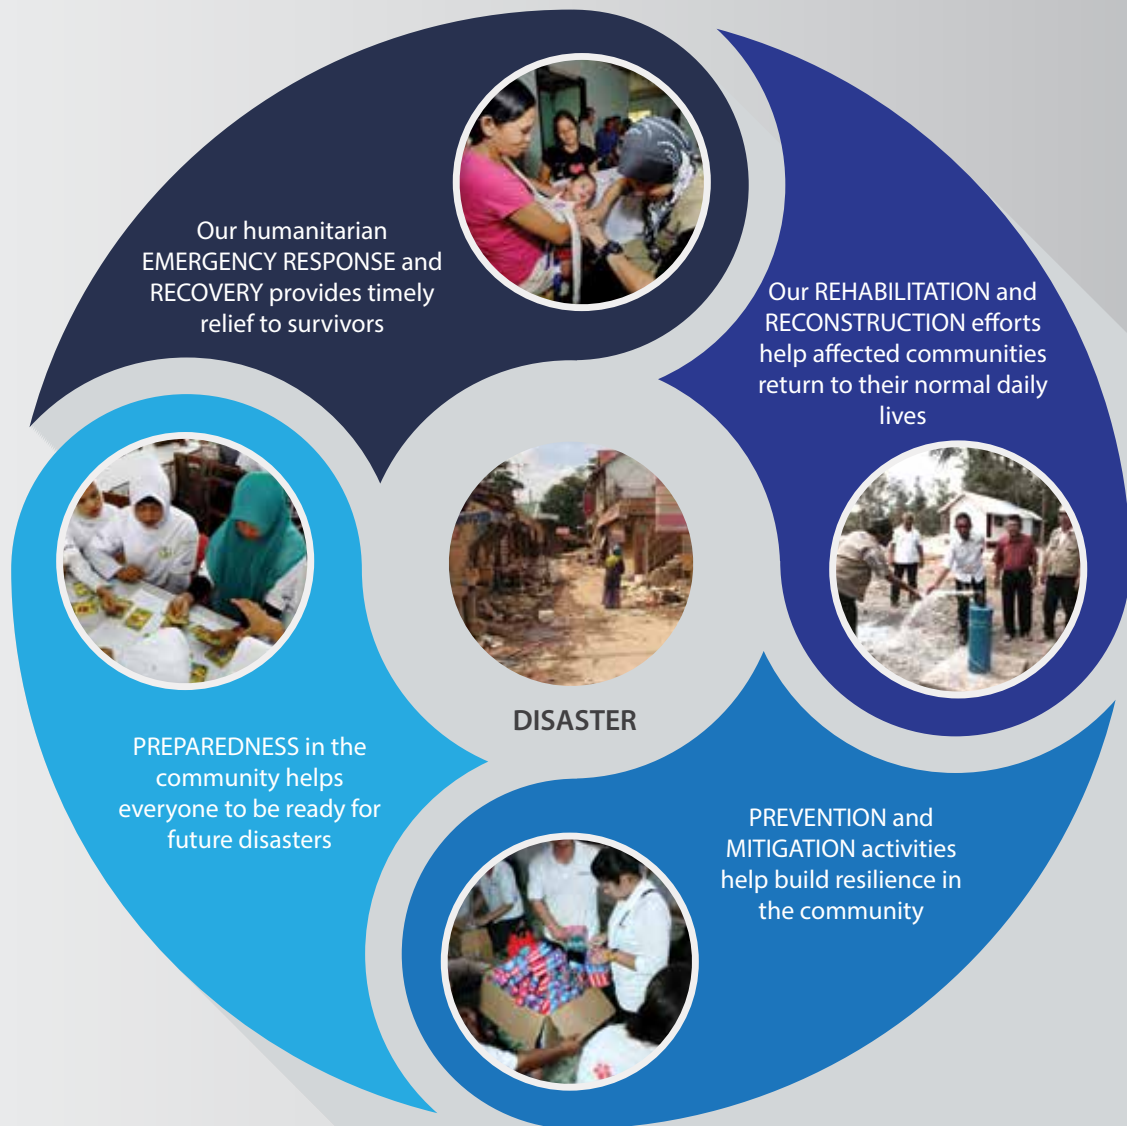 Our humanitarian
EMERGENCY RESPONSE and
RECOVERY provides timely
relief to survivors
Our REHABILITATION and
RECONSTRUCTION efforts
help affected communities
return to their normal daily
lives
DISASTER
PREPAREDNESS in the
community helps
everyone to be ready for
future disasters
PREVENTION and
MITIGATION activities
help build resilience in
the community